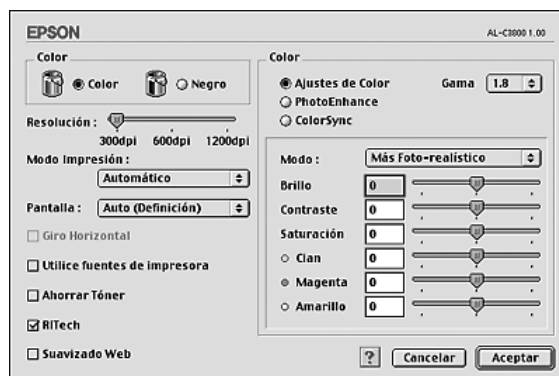 EPSON
AL-C3800 1.00
Color
Color
Negro
Resolución :
300dpi
600dpi
1200dpi
Modo Impresión :
Automático
Pantalla :
Auto (Definición)
Giro Horizontal
Utilice fuentes de impresora
Ahorrar Tóner
RITech
Suavizado Web
Color
Ajustes de Color
Gama
1.8
PhotoEnhance
ColorSync
Modo :
Más Foto-realístico
Brillo
0
Contraste
0
Saturación
0
Cian
0
Magenta
0
Amarillo
0
?
Cancelar
Aceptar